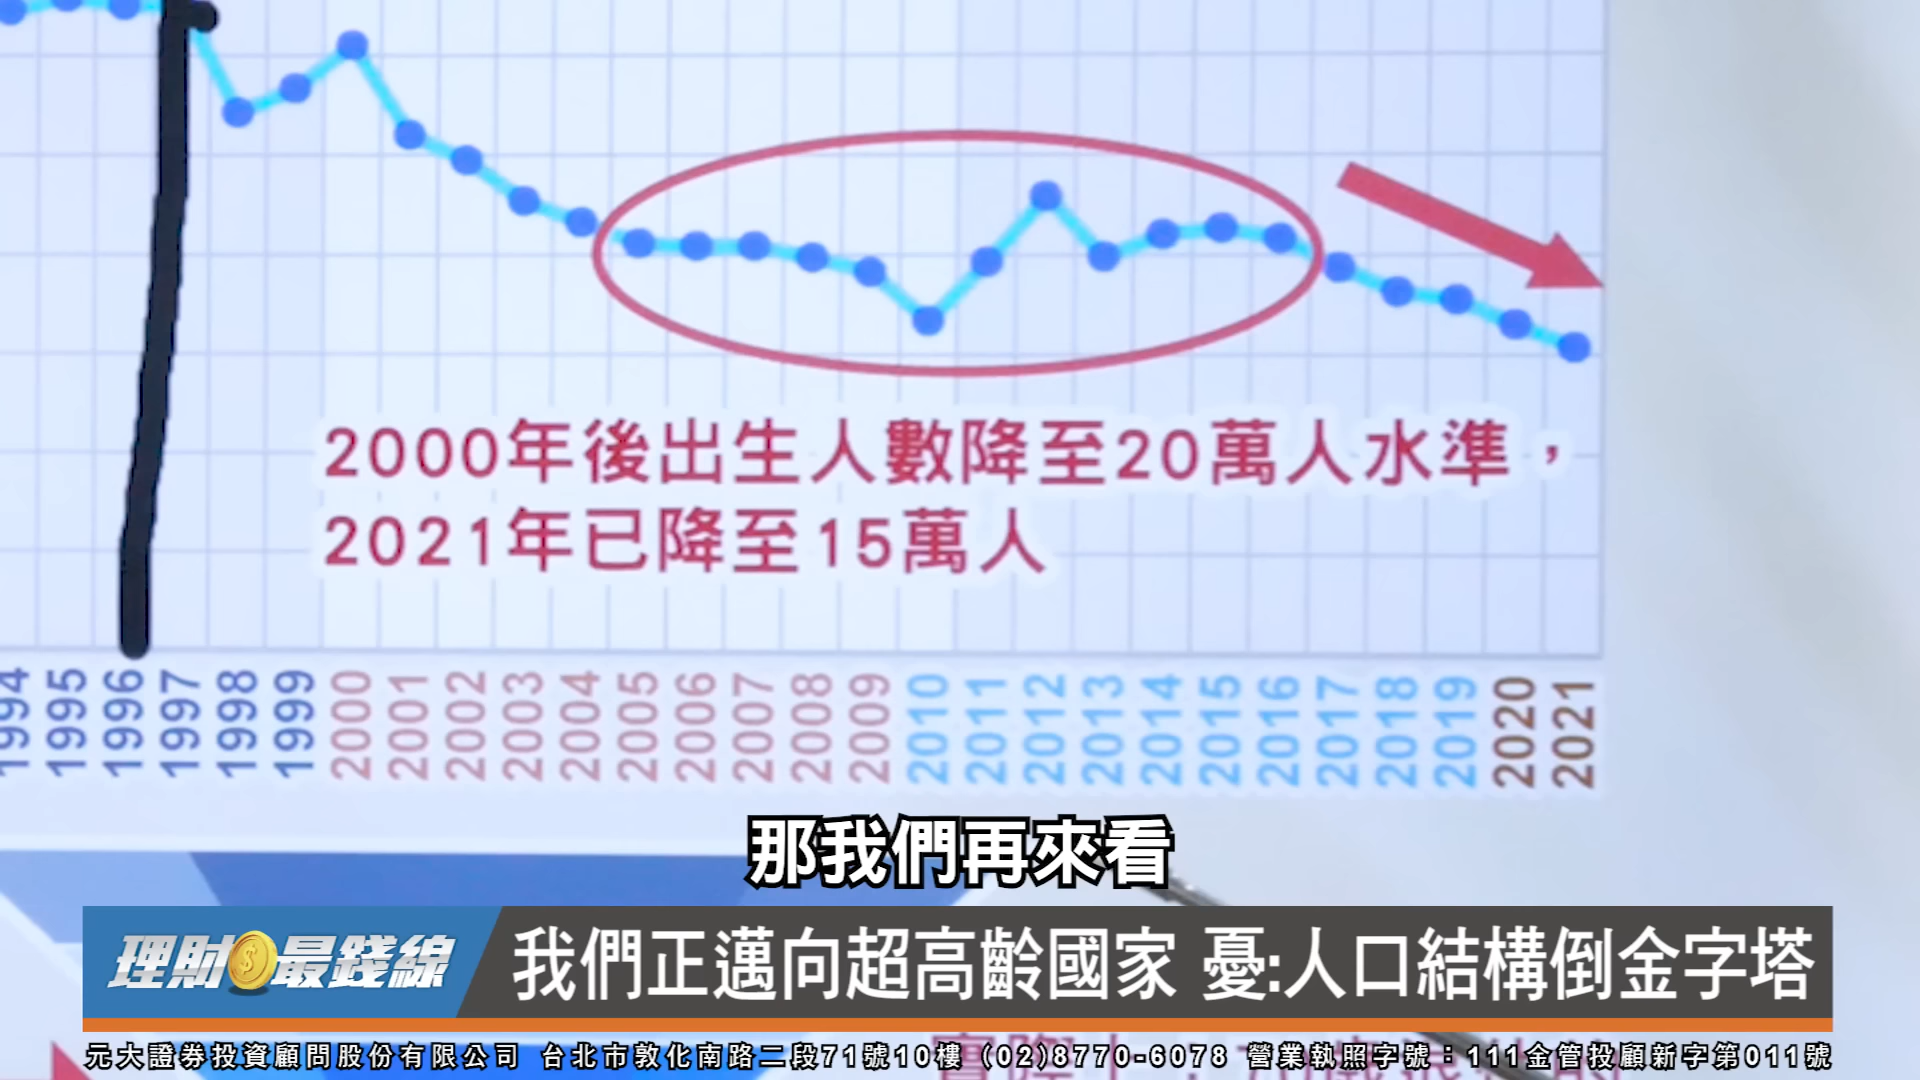 2000年後出生人數降至20萬人水準，
2021年已降至15萬人
1994 1995 1996 1997 1998 1999 2000 2001 2002 2003 2004 2005 2006 2007 2008 2009 2010 2011 2012 2013 2014 2015 2016 2017 2018 2019 2020 2021
那我們再來看
理財最錢線
我們正邁向超高齡國家 憂:人口結構倒金字塔
元大證券投資顧問股份有限公司 台北市敦化南路二段71號10樓 (02)8770-6078 營業執照字號：111金管投顧新字第011號